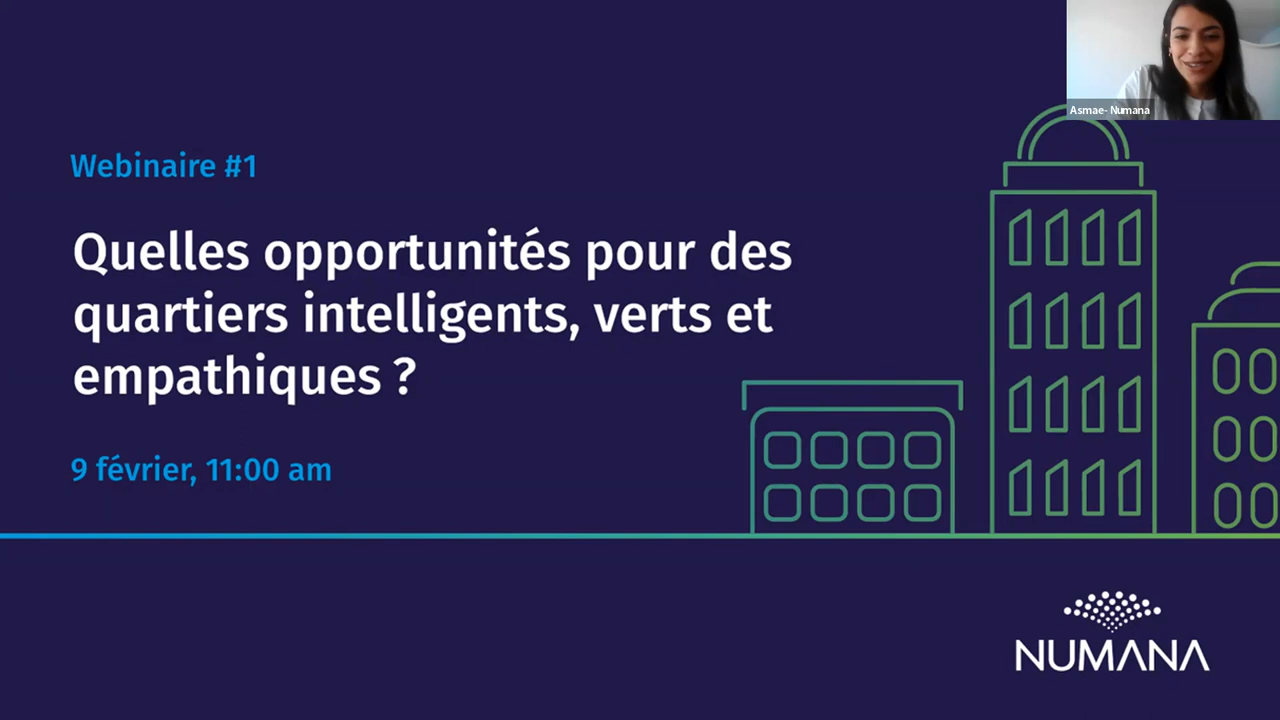 Asmae- Numana
Webinaire #1
Quelles opportunités pour des
quartiers intelligents, verts et
empathiques ?
9 février, 11:00 am
NUMANA